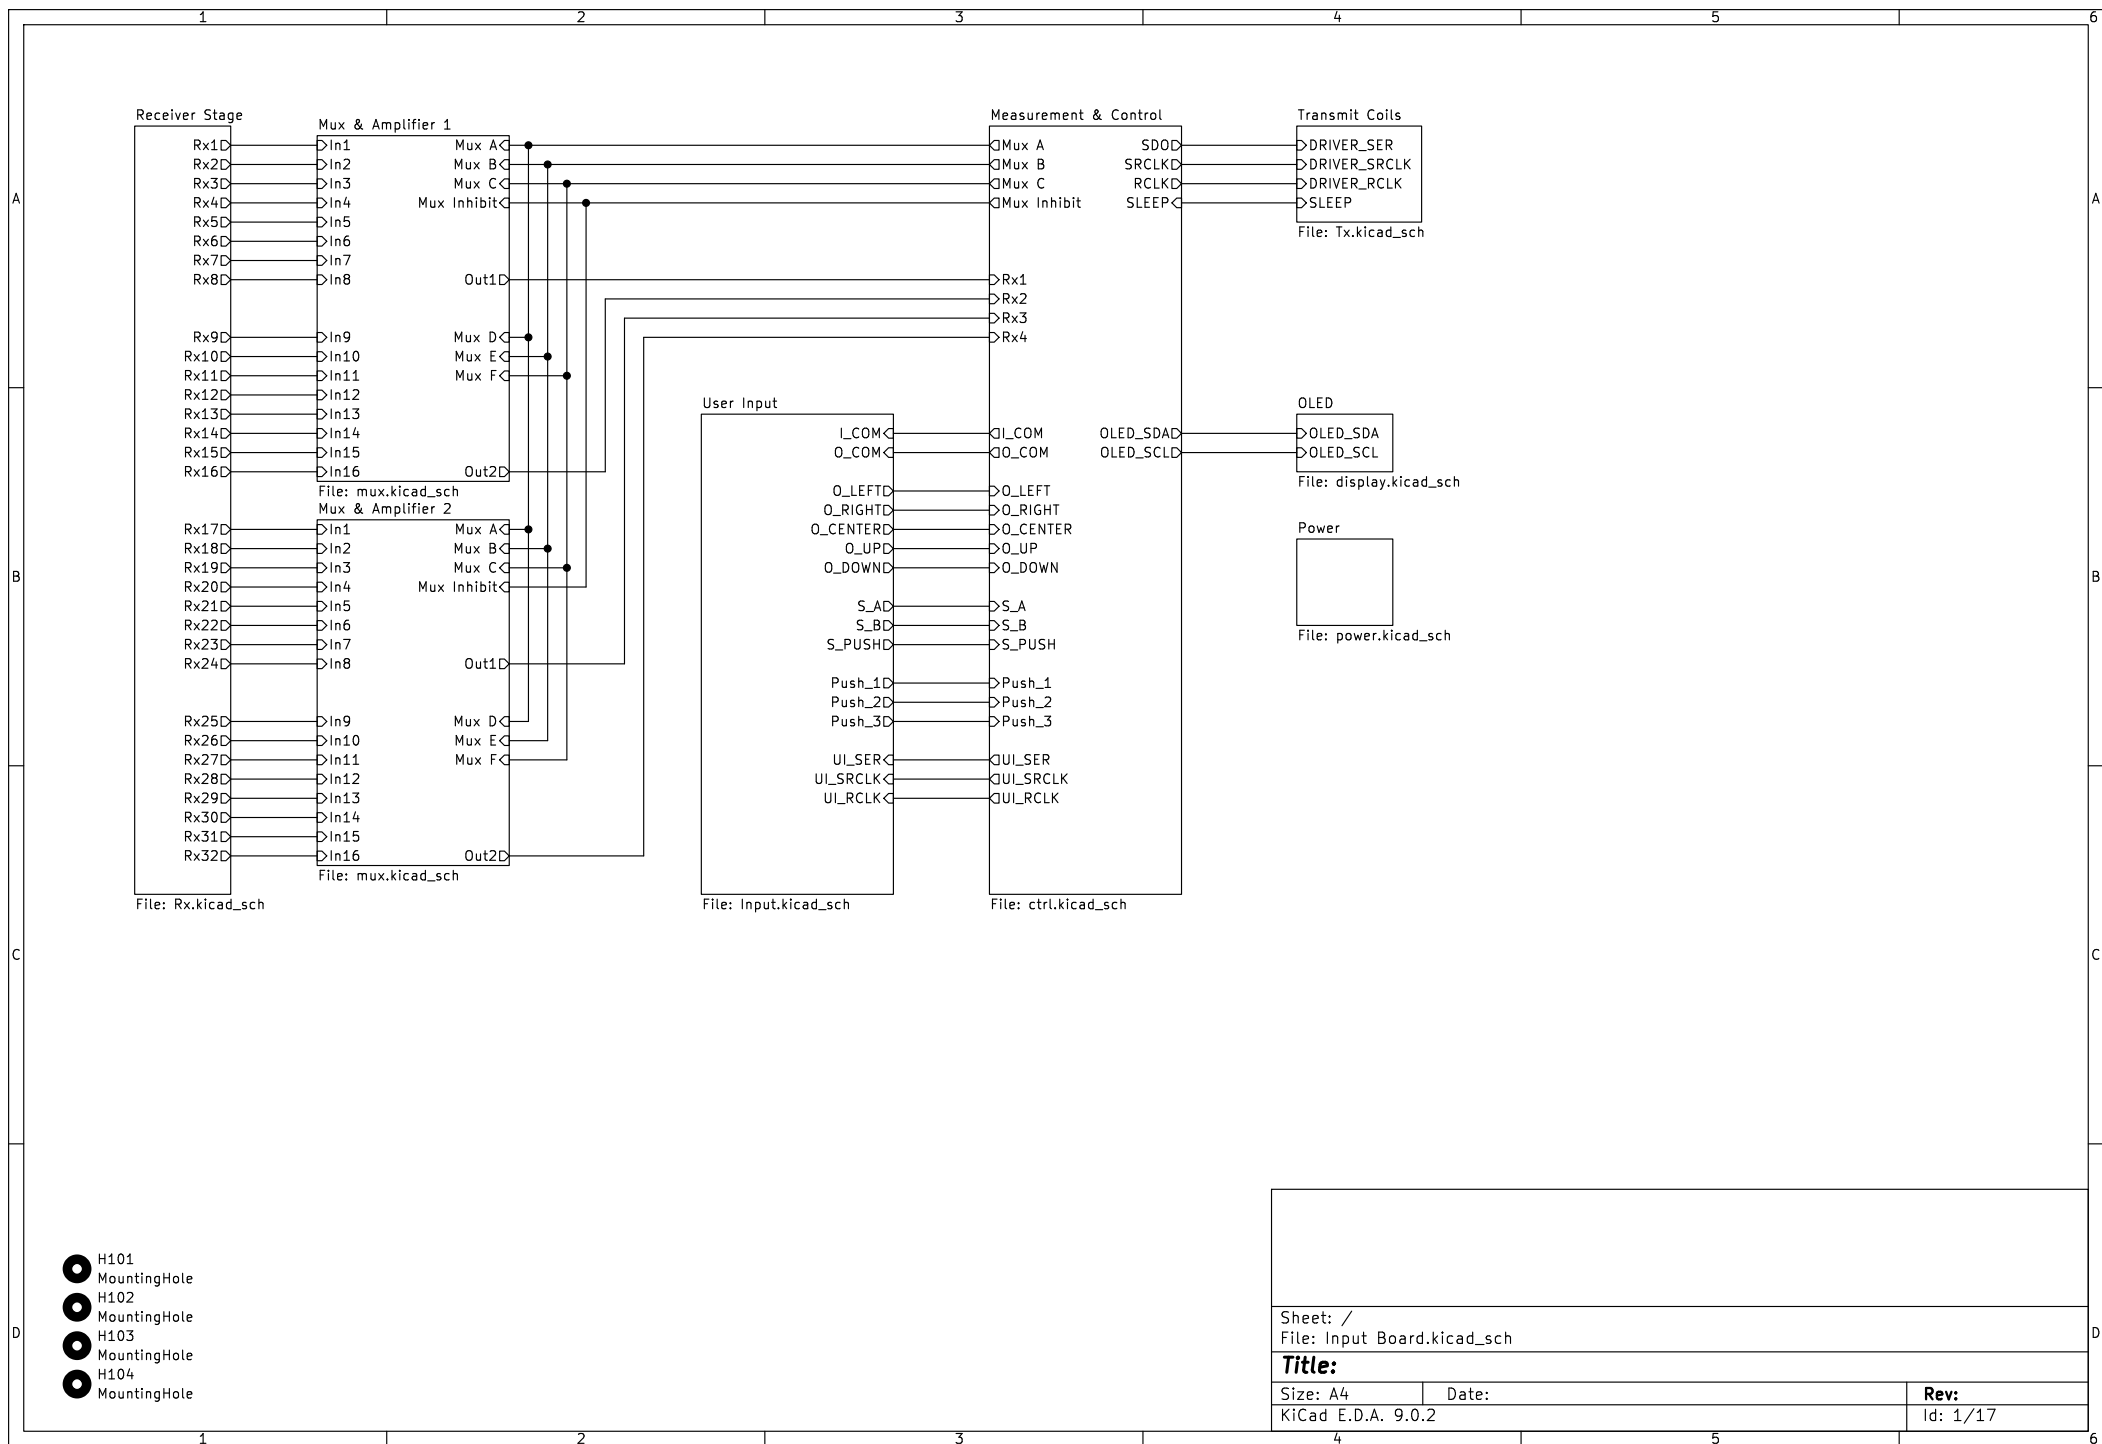 1 2 3 4 5 6
Receiver Stage
Rx1
Rx2
Rx3
Rx4
Rx5
Rx6
Rx7
Rx8
Rx9
Rx10
Rx11
Rx12
Rx13
Rx14
Rx15
Rx16
Rx17
Rx18
Rx19
Rx20
Rx21
Rx22
Rx23
Rx24
Rx25
Rx26
Rx27
Rx28
Rx29
Rx30
Rx31
Rx32
File: Rx.kicad_sch
Mux & Amplifier 1
In1 Mux A
In2 Mux B
In3 Mux C
In4 Mux Inhibit
In5
In6
In7
In8 Out1
In9 Mux D
In10 Mux E
In11 Mux F
In12
In13
In14
In15
In16 Out2
File: mux.kicad_sch
Mux & Amplifier 2
In1 Mux A
In2 Mux B
In3 Mux C
In4 Mux Inhibit
In5
In6
In7
In8 Out1
In9 Mux D
In10 Mux E
In11 Mux F
In12
In13
In14
In15
In16 Out2
File: mux.kicad_sch
User Input
I_COM
O_COM
O_LEFT
O_RIGHT
O_CENTER
O_UP
O_DOWN
S_A
S_B
S_PUSH
Push_1
Push_2
Push_3
UI_SER
UI_SRCLK
UI_RCLK
File: Input.kicad_sch
Measurement & Control
Mux A SDO
Mux B SRCLK
Mux C RCLK
Mux Inhibit SLEEP
Rx1
Rx2
Rx3
Rx4
I_COM OLED_SDA
O_COM OLED_SCL
O_LEFT
O_RIGHT
O_CENTER
O_UP
O_DOWN
S_A
S_B
S_PUSH
Push_1
Push_2
Push_3
UI_SER
UI_SRCLK
UI_RCLK
File: ctrl.kicad_sch
Transmit Coils
DRIVER_SER
DRIVER_SRCLK
DRIVER_RCLK
SLEEP
File: Tx.kicad_sch
OLED
OLED_SDA
OLED_SCL
File: display.kicad_sch
Power
File: power.kicad_sch
A A
B B
C C
D D
H101
MountingHole
H102
MountingHole
H103
MountingHole
H104
MountingHole
Sheet: /
File: Input Board.kicad_sch
Title:
Size: A4 Date: Rev:
KiCad E.D.A. 9.0.2 Id: 1/17
1 2 3 4 5 6